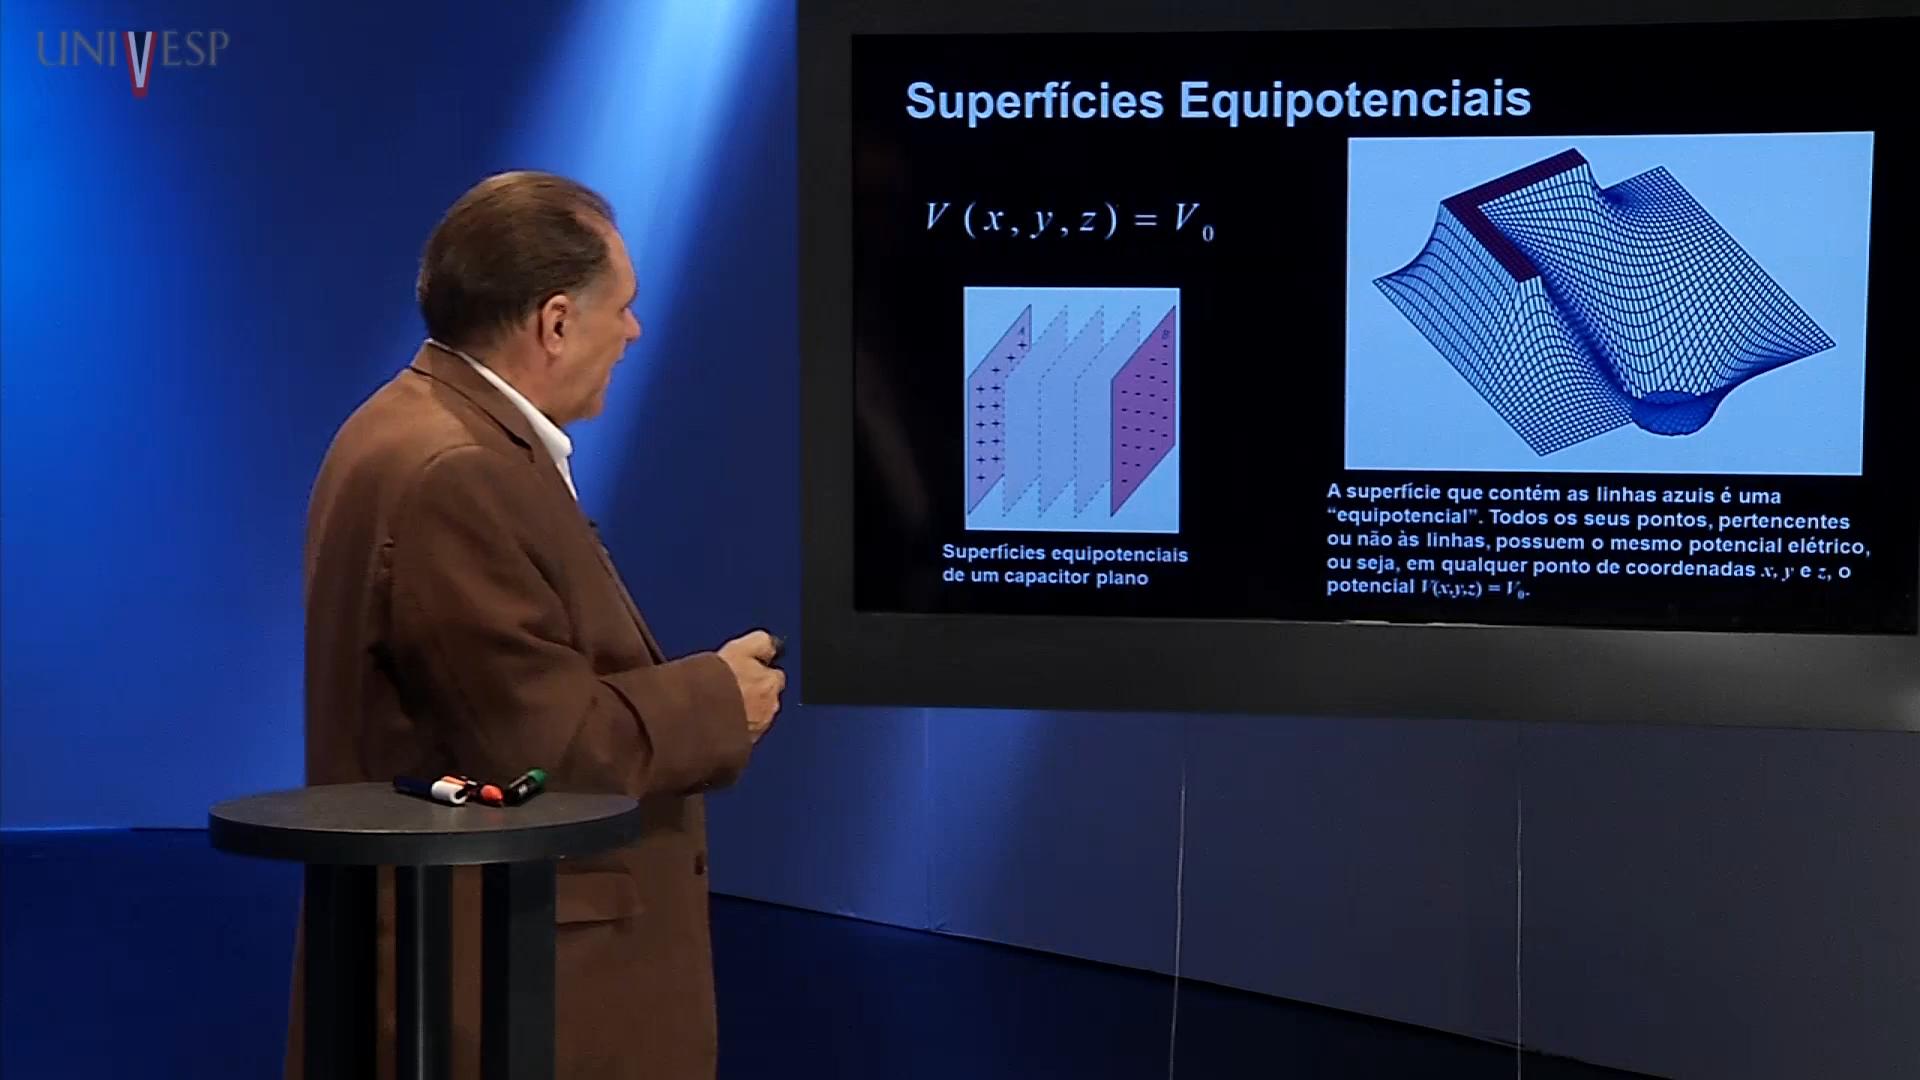 UNIVESP
Superfícies Equipotenciais
V (x, y, z) = V₀
Superfícies equipotenciais
de um capacitor plano
A superfície que contém as linhas azuis é uma
“equipotencial”. Todos os seus pontos, pertencentes
ou não às linhas, possuem o mesmo potencial elétrico,
ou seja, em qualquer ponto de coordenadas x, y e z, o
potencial V(x,y,z) = V₀.